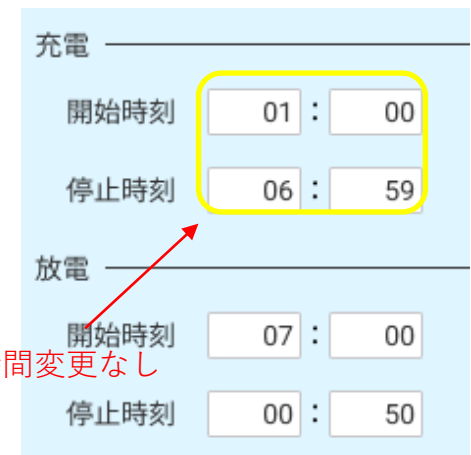 充電
開始時刻 01 : 00
停止時刻 06 : 59
放電
開始時刻 07 : 00
間変更なし
停止時刻 00 : 50